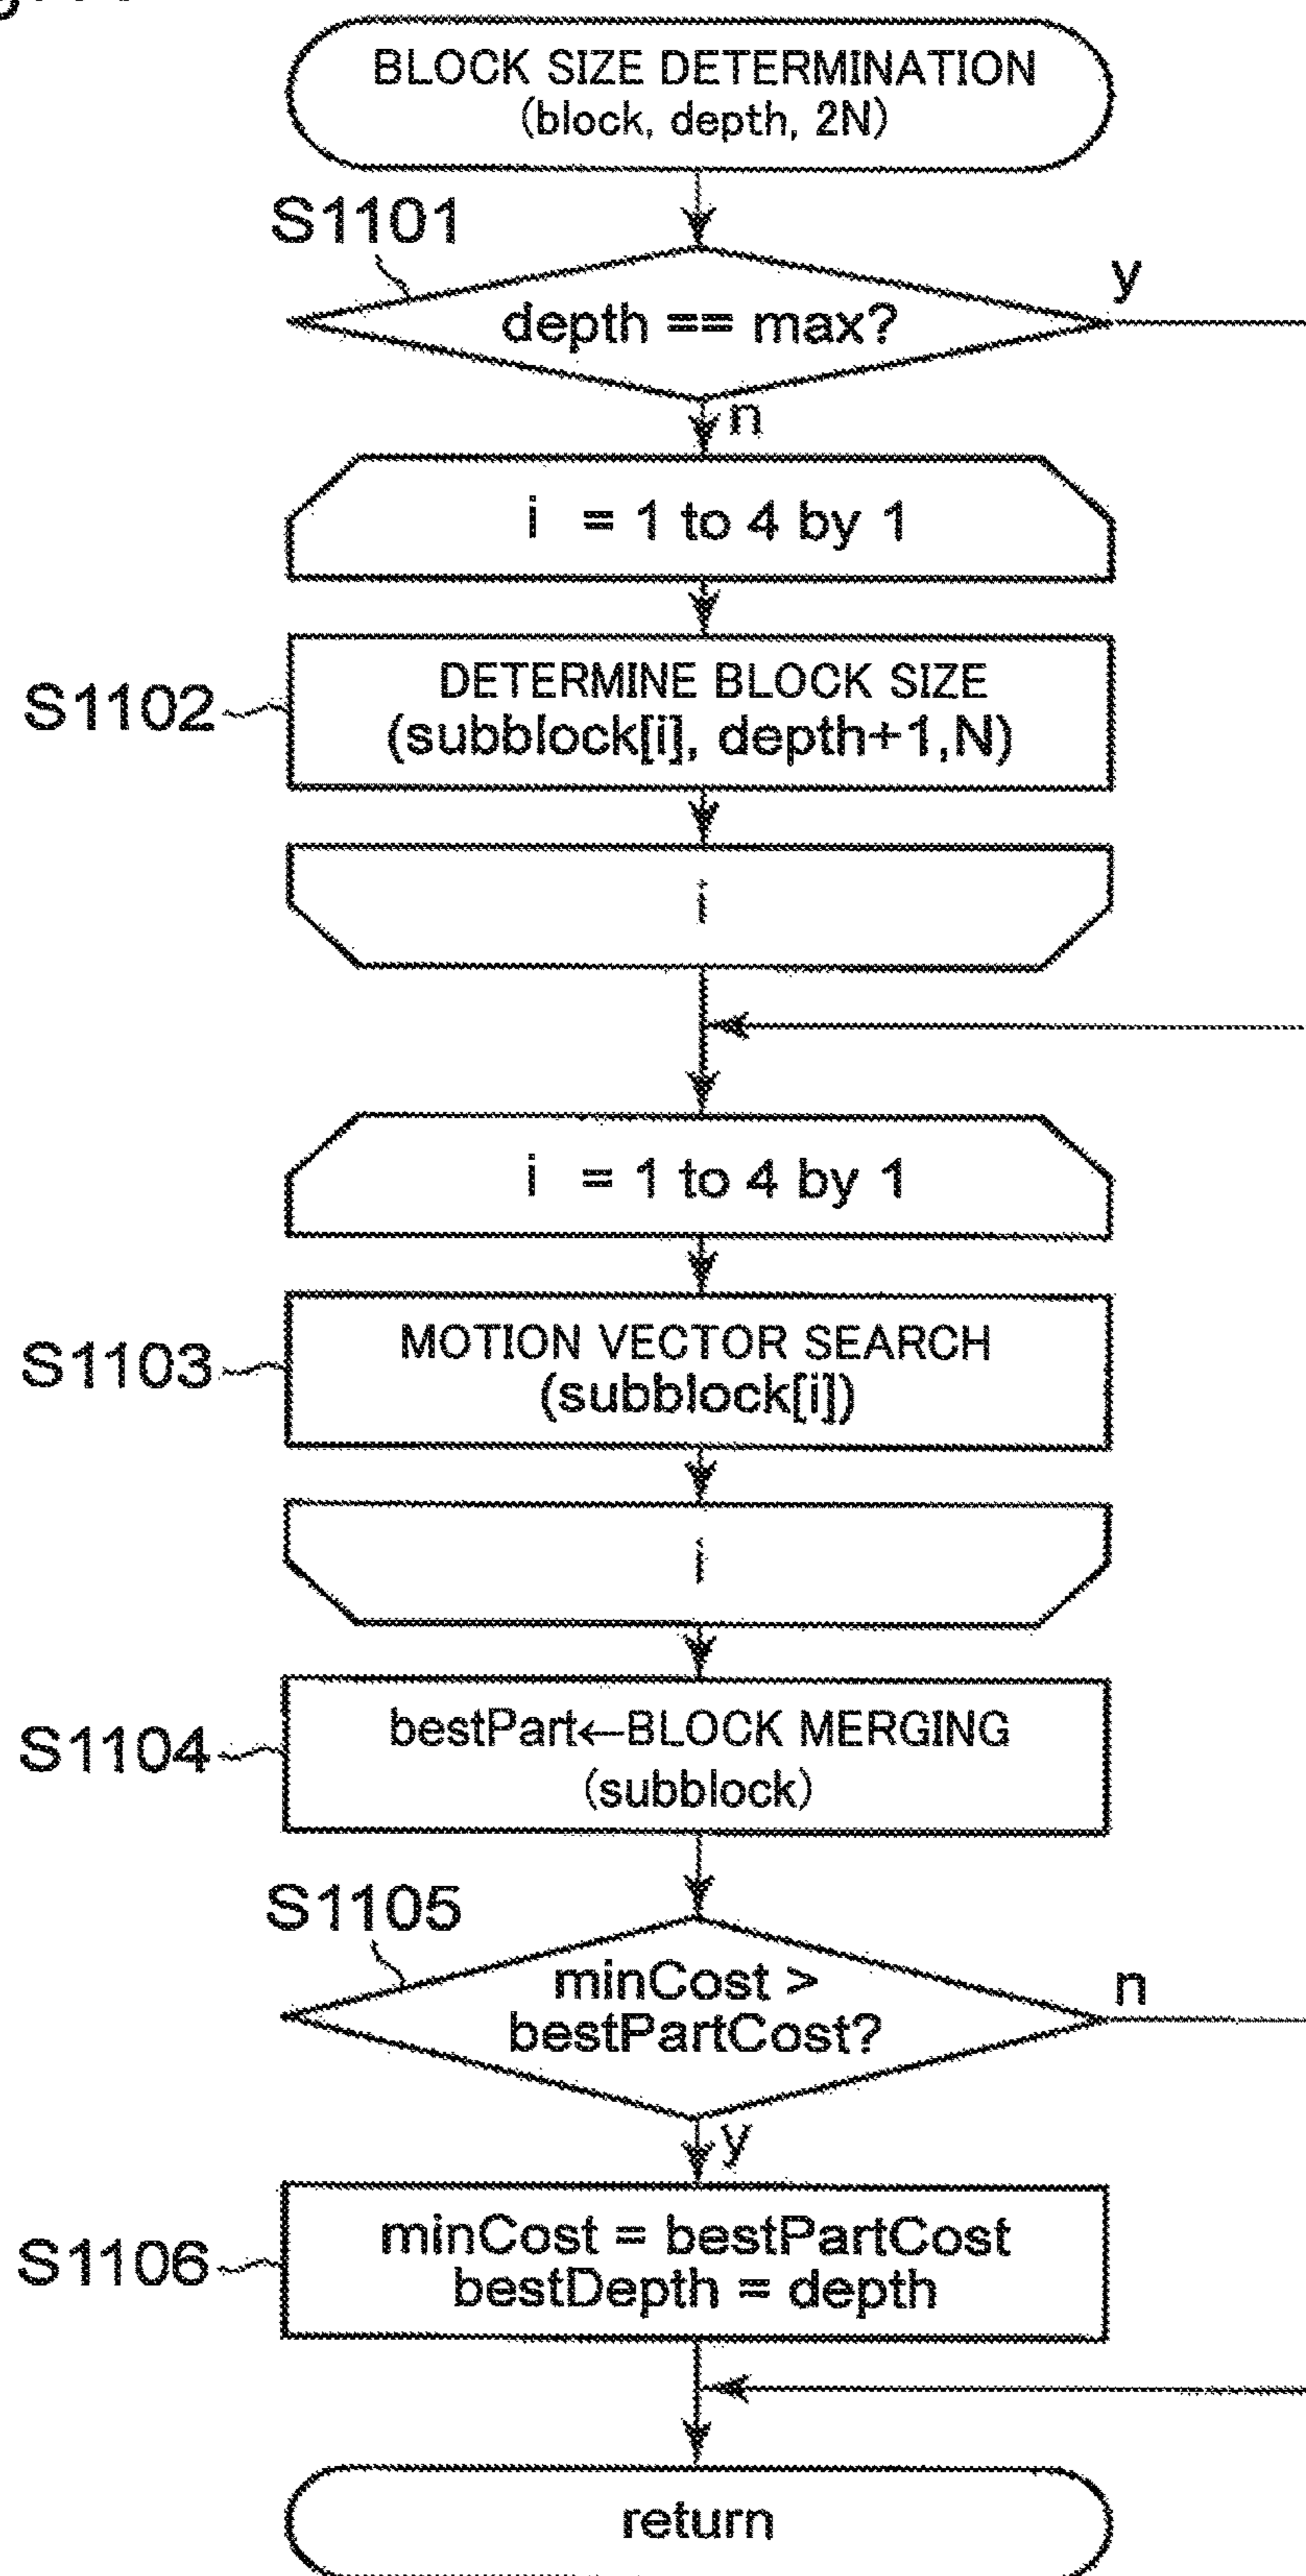 BLOCK SIZE DETERMINATION
(block, depth, 2N)
S1101
depth == max?
y
n
i = 1 to 4 by 1
S1102
DETERMINE BLOCK SIZE
(subblock[i], depth+1,N)
i
i = 1 to 4 by 1
S1103
MOTION VECTOR SEARCH
(subblock[i])
i
S1104
bestPart←BLOCK MERGING
(subblock)
S1105
minCost >
bestPartCost?
n
y
S1106
minCost = bestPartCost
bestDepth = depth
return